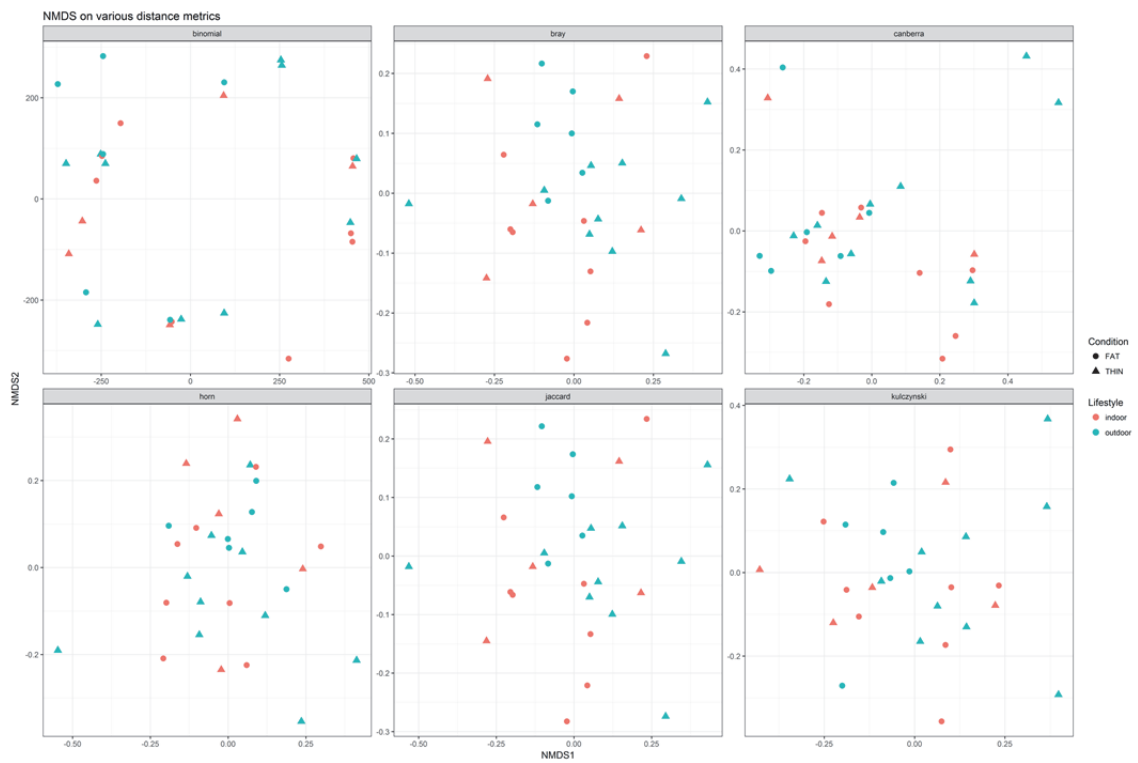 NMDS on various distance metrics
binomial bray canberra
200
0
-200
-250 0 250 500
0.2
0.1
0.0
-0.1
-0.2
-0.50 -0.25 0.00 0.25
0.4
0.2
0.0
-0.2
-0.2 0.0 0.2 0.4
NMDS2
horn jaccard kulczynski
0.2
0.0
-0.2
-0.50 -0.25 0.00 0.25
0.2
0.1
0.0
-0.1
-0.2
-0.3
-0.50 -0.25 0.00 0.25
0.4
0.2
0.0
-0.2
-0.25 0.00 0.25
NMDS1
Condition
FAT
THIN
Lifestyle
indoor
outdoor